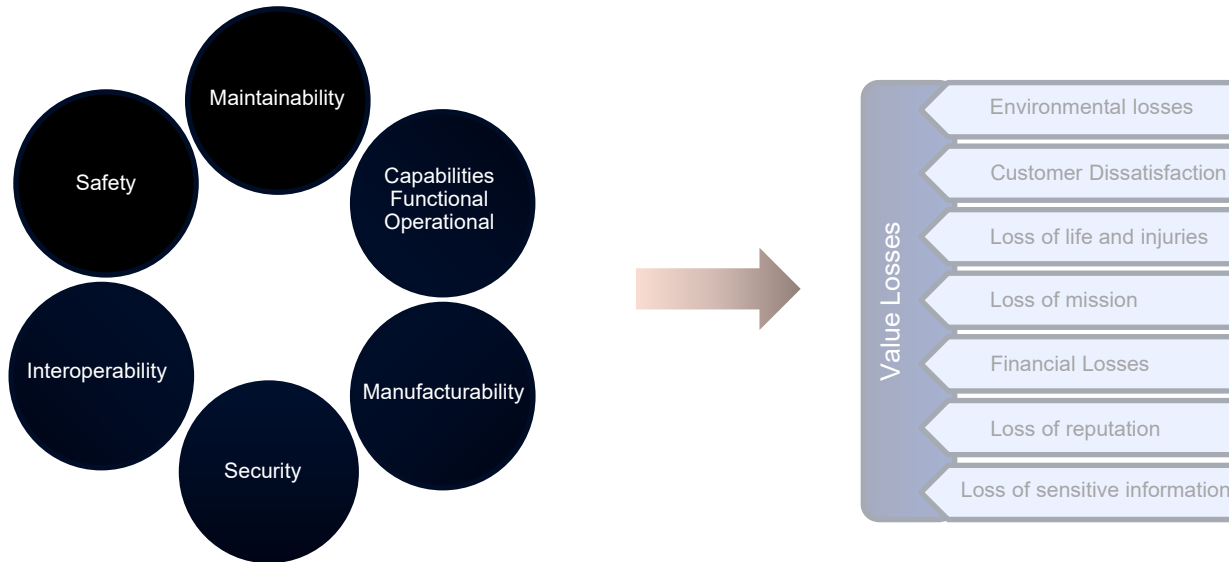 Maintainability
Safety
Capabilities
Functional
Operational
Interoperability
Manufacturability
Security
Value Losses
Environmental losses
Customer Dissatisfaction
Loss of life and injuries
Loss of mission
Financial Losses
Loss of reputation
Loss of sensitive information